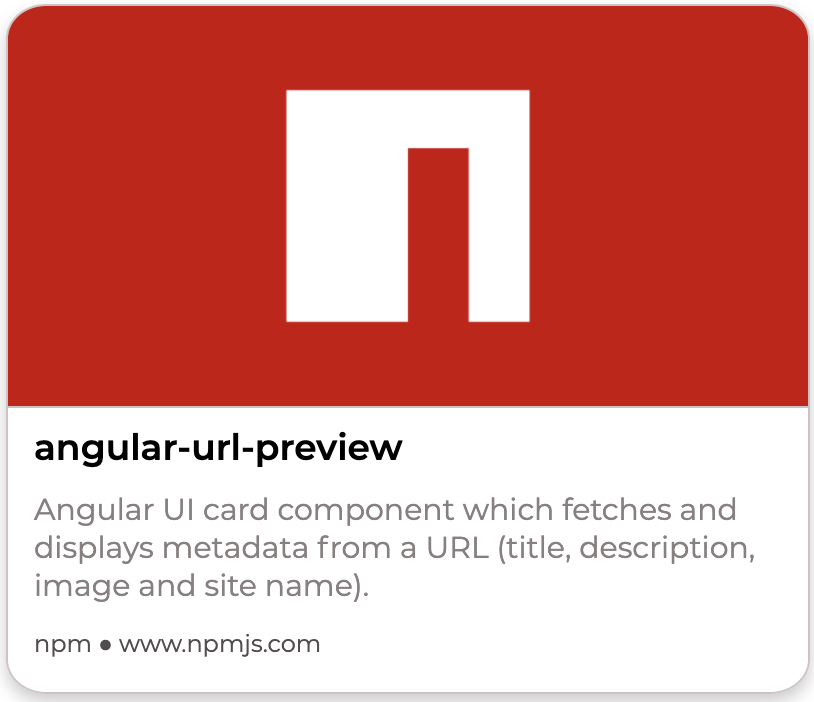 angular-url-preview
Angular UI card component which fetches and
displays metadata from a URL (title, description,
image and site name).
npm ● www.npmjs.com